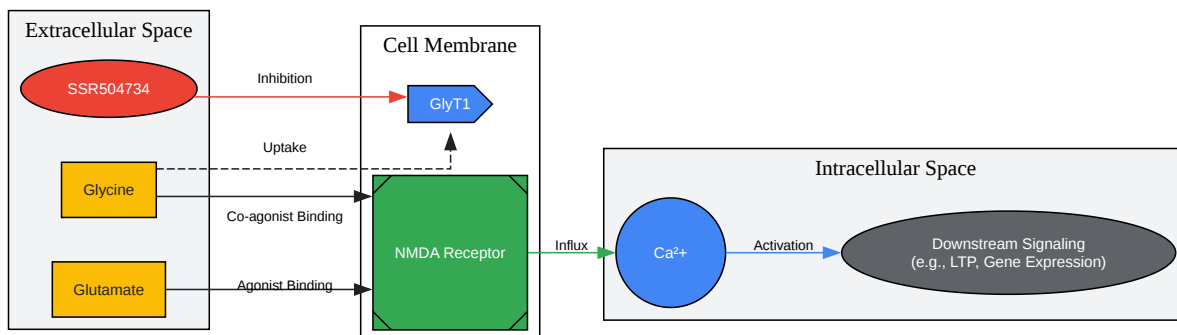 Extracellular Space
SSR504734
Glycine
Glutamate
Inhibition
Uptake
Co-agonist Binding
Agonist Binding
Cell Membrane
GlyT1
NMDA Receptor
Influx
Intracellular Space
Ca²+
Activation
Downstream Signaling
(e.g., LTP, Gene Expression)